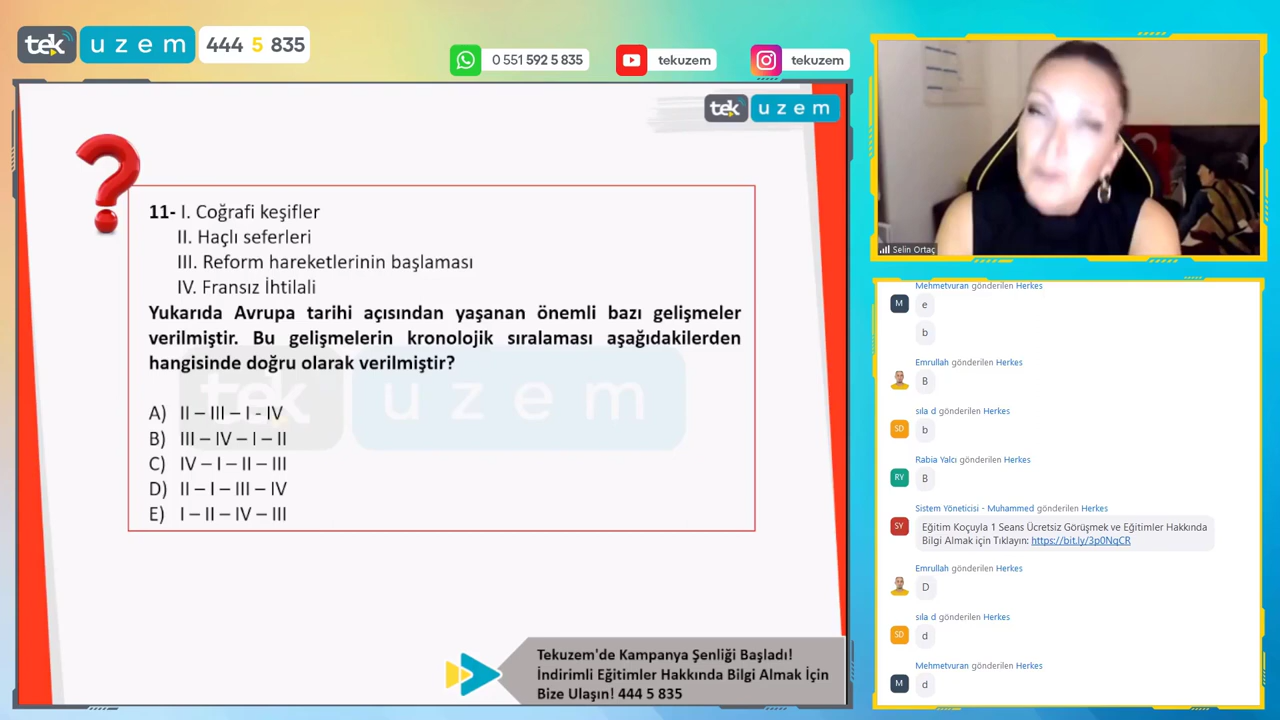 tek uzem 444 5 835
0 551 592 5 835
tekuzem
tekuzem
tek uzem
11- I. Coğrafi keşifler
II. Haçlı seferleri
III. Reform hareketlerinin başlaması
IV. Fransız İhtilali
Yukarıda Avrupa tarihi açısından yaşanan önemli bazı gelişmeler
verilmiştir. Bu gelişmelerin kronolojik sıralaması aşağıdakilerden
hangisinde doğru olarak verilmiştir?
tek uzem
A) II – III – I - IV
B) III – IV – I – II
C) IV – I – II – III
D) II – I – III – IV
E) I – II – IV – III
Tekuzem'de Kampanya Şenliği Başladı!
İndirimli Eğitimler Hakkında Bilgi Almak İçin
Bize Ulaşın! 444 5 835
Selin Ortaç
Mehmetvuran gönderilen Herkes
M e
b
Emrullah gönderilen Herkes
B
sıla d gönderilen Herkes
SD b
Rabia Yalcı gönderilen Herkes
RY B
Sistem Yöneticisi - Muhammed gönderilen Herkes
SY Eğitim Koçuyla 1 Seans Ücretsiz Görüşmek ve Eğitimler Hakkında
Bilgi Almak için Tıklayın: https://bit.ly/3p0NqCR
Emrullah gönderilen Herkes
D
sıla d gönderilen Herkes
SD d
Mehmetvuran gönderilen Herkes
M d